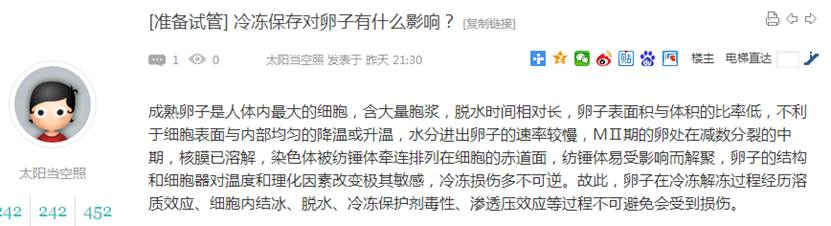 [准备试管] 冷冻保存对卵子有什么影响？ [复制链接]
1 0 太阳当空照 发表于 昨天 21:30 贴 楼主 电梯直达
成熟卵子是人体内最大的细胞，含大量胞浆，脱水时间相对长，卵子表面积与体积的比率低，不利
于细胞表面与内部均匀的降温或升温，水分进出卵子的速率较慢，MⅡ期的卵处在减数分裂的中
期，核膜已溶解，染色体被纺锤体牵连排列在细胞的赤道面，纺锤体易受影响而解聚，卵子的结构
和细胞器对温度和理化因素改变极其敏感，冷冻损伤多不可逆。故此，卵子在冷冻解冻过程经历溶
质效应、细胞内结冰、脱水、冷冻保护剂毒性、渗透压效应等过程不可避免会受到损伤。
太阳当空照
242 242 452